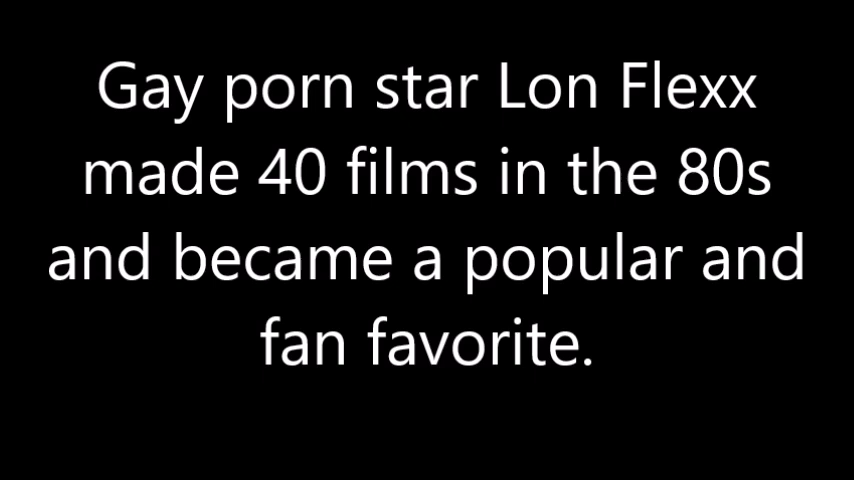 Gay porn star Lon Flexx
made 40 films in the 80s
and became a popular and
fan favorite.